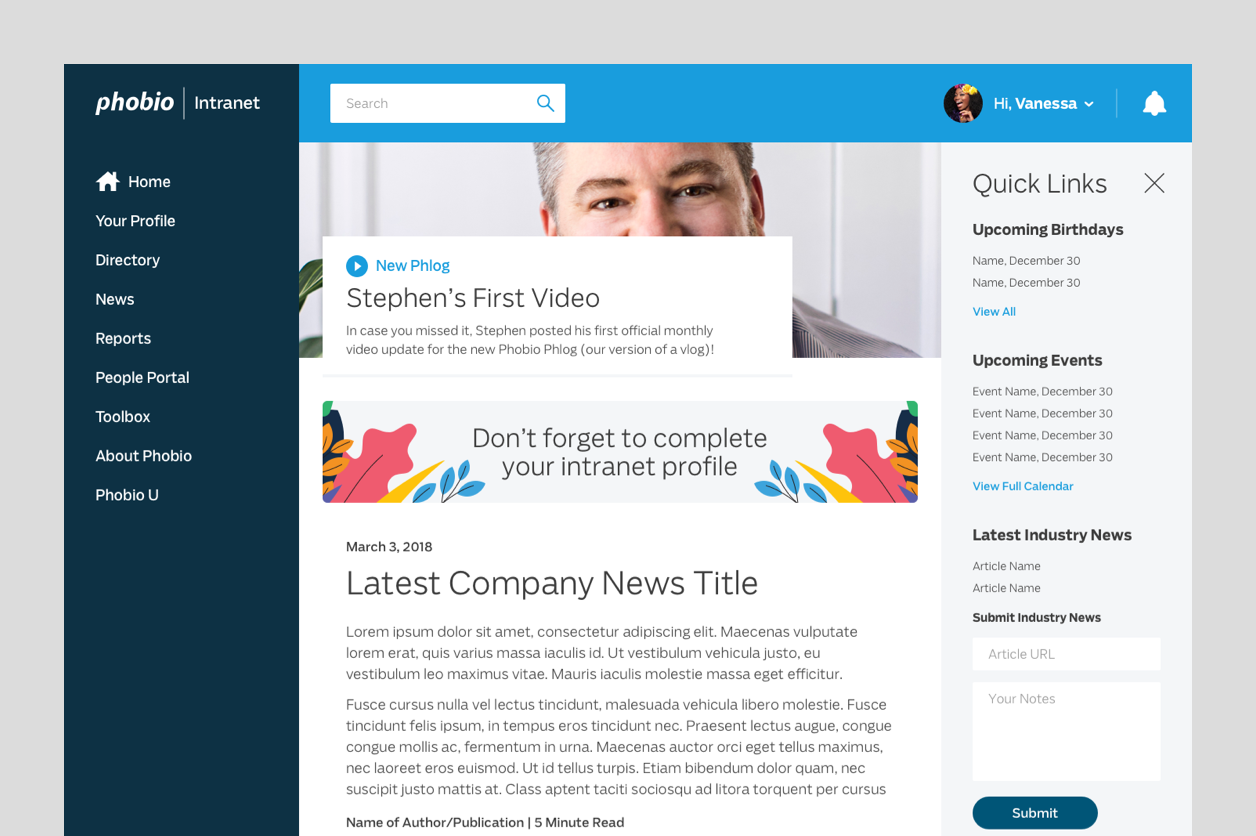 phobio | Intranet
Search
Hi, Vanessa
Home
Your Profile
Directory
News
Reports
People Portal
Toolbox
About Phobio
Phobio U
New Phlog
Stephen’s First Video
In case you missed it, Stephen posted his first official monthly
video update for the new Phobio Phlog (our version of a vlog)!
Don’t forget to complete
your intranet profile
March 3, 2018
Latest Company News Title
Lorem ipsum dolor sit amet, consectetur adipiscing elit. Maecenas vulputate
lorem erat, quis varius massa iaculis id. Ut vestibulum vehicula justo, eu
vestibulum leo maximus vitae. Mauris iaculis molestie massa eget efficitur.
Fusce cursus nulla vel lectus tincidunt, malesuada vehicula libero molestie. Fusce
tincidunt felis ipsum, in tempus eros tincidunt nec. Praesent lectus augue, congue
congue mollis ac, fermentum in urna. Maecenas auctor orci eget tellus maximus,
nec laoreet eros euismod. Ut id tellus turpis. Etiam bibendum dolor quam, nec
suscipit justo mattis at. Class aptent taciti sociosqu ad litora torquent per cursus
Name of Author/Publication | 5 Minute Read
Quick Links
Upcoming Birthdays
Name, December 30
Name, December 30
View All
Upcoming Events
Event Name, December 30
Event Name, December 30
Event Name, December 30
Event Name, December 30
View Full Calendar
Latest Industry News
Article Name
Article Name
Submit Industry News
Article URL
Your Notes
Submit